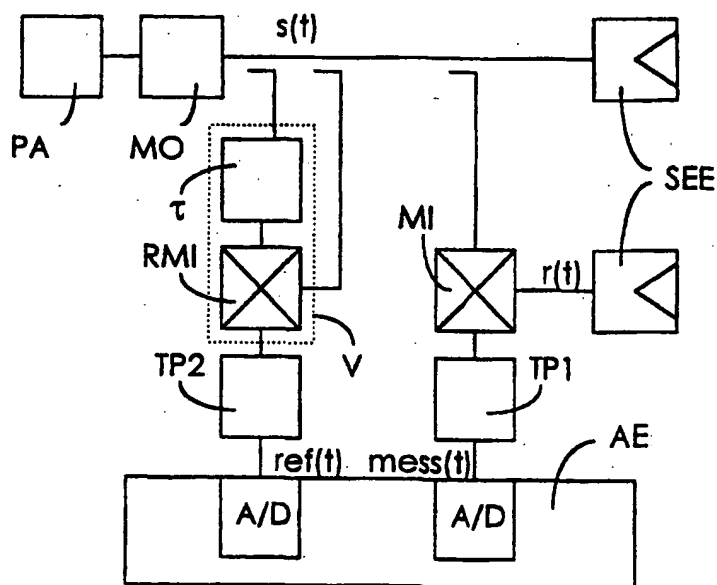 s(t)
PA
MO
SEE
τ
MI
RMI
r(t)
TP2
V
TP1
AE
ref(t)
mess(t)
A/D
A/D